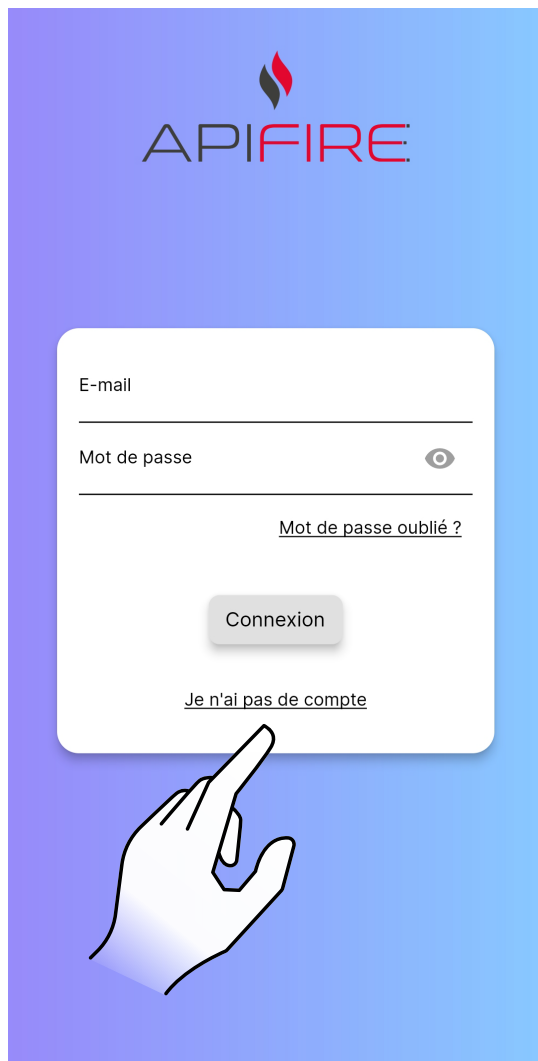 APIFIRE
E-mail
Mot de passe
Mot de passe oublié ?
Connexion
Je n'ai pas de compte